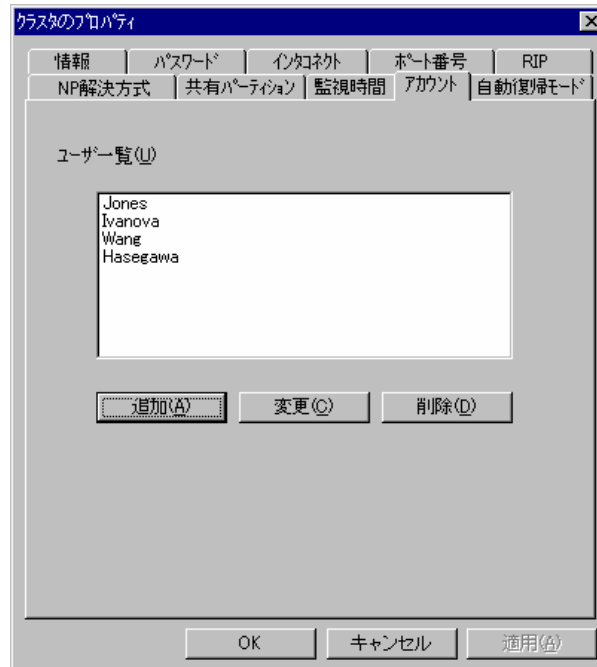 クラスタのプロパティ
情報 パスワード インタコネクト ポート番号 RIP
NP解決方式 共有パーティション 監視時間 アカウント 自動復帰モード
ユーザ一覧(U)
Jones
Ivanova
Wang
Hasegawa
追加(A) 変更(C) 削除(D)
OK キャンセル 適用(A)